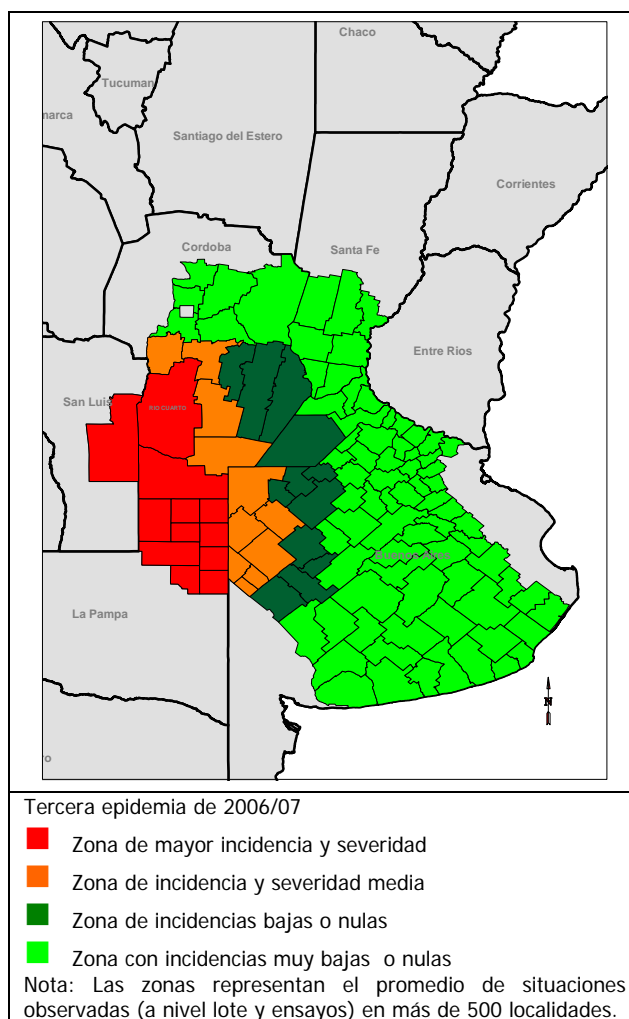 Chaco
Tucuman
marca
Santiago del Estero
Corrientes
Cordoba
Santa Fe
Entre Rios
San Luis
RIO CUARTO
Buenos Aires
La Pampa
N
ro
Tercera epidemia de 2006/07
Zona de mayor incidencia y severidad
Zona de incidencia y severidad media
Zona de incidencias bajas o nulas
Zona con incidencias muy bajas o nulas
Nota: Las zonas representan el promedio de situaciones
observadas (a nivel lote y ensayos) en más de 500 localidades.